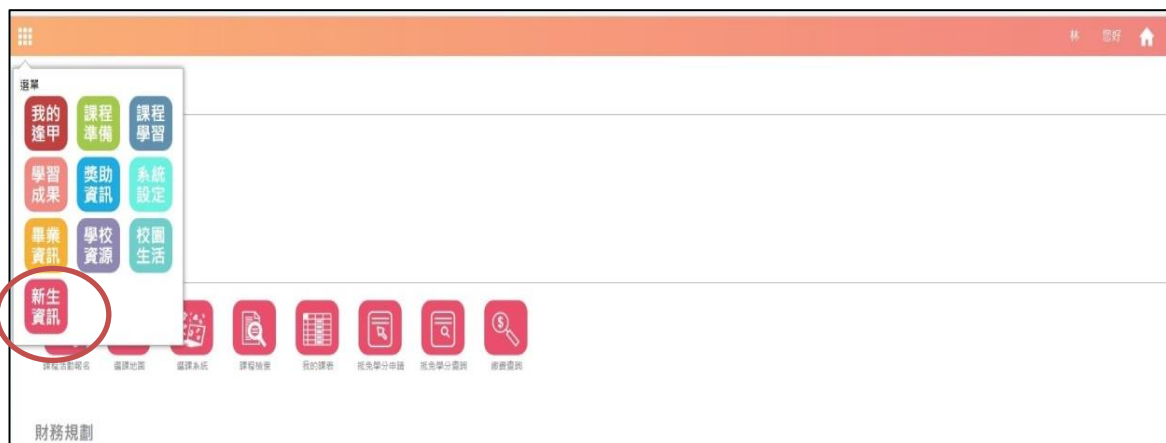 林 您好
選單
我的逢甲
課程準備
課程學習
學習成果
獎助資訊
系統設定
畢業資訊
學校資源
校園生活
新生資訊
課程活動報名 選課地圖 選課系統 課程檢索 我的課表 抵免學分申請 抵免學分查詢 繳費查詢
財務規劃